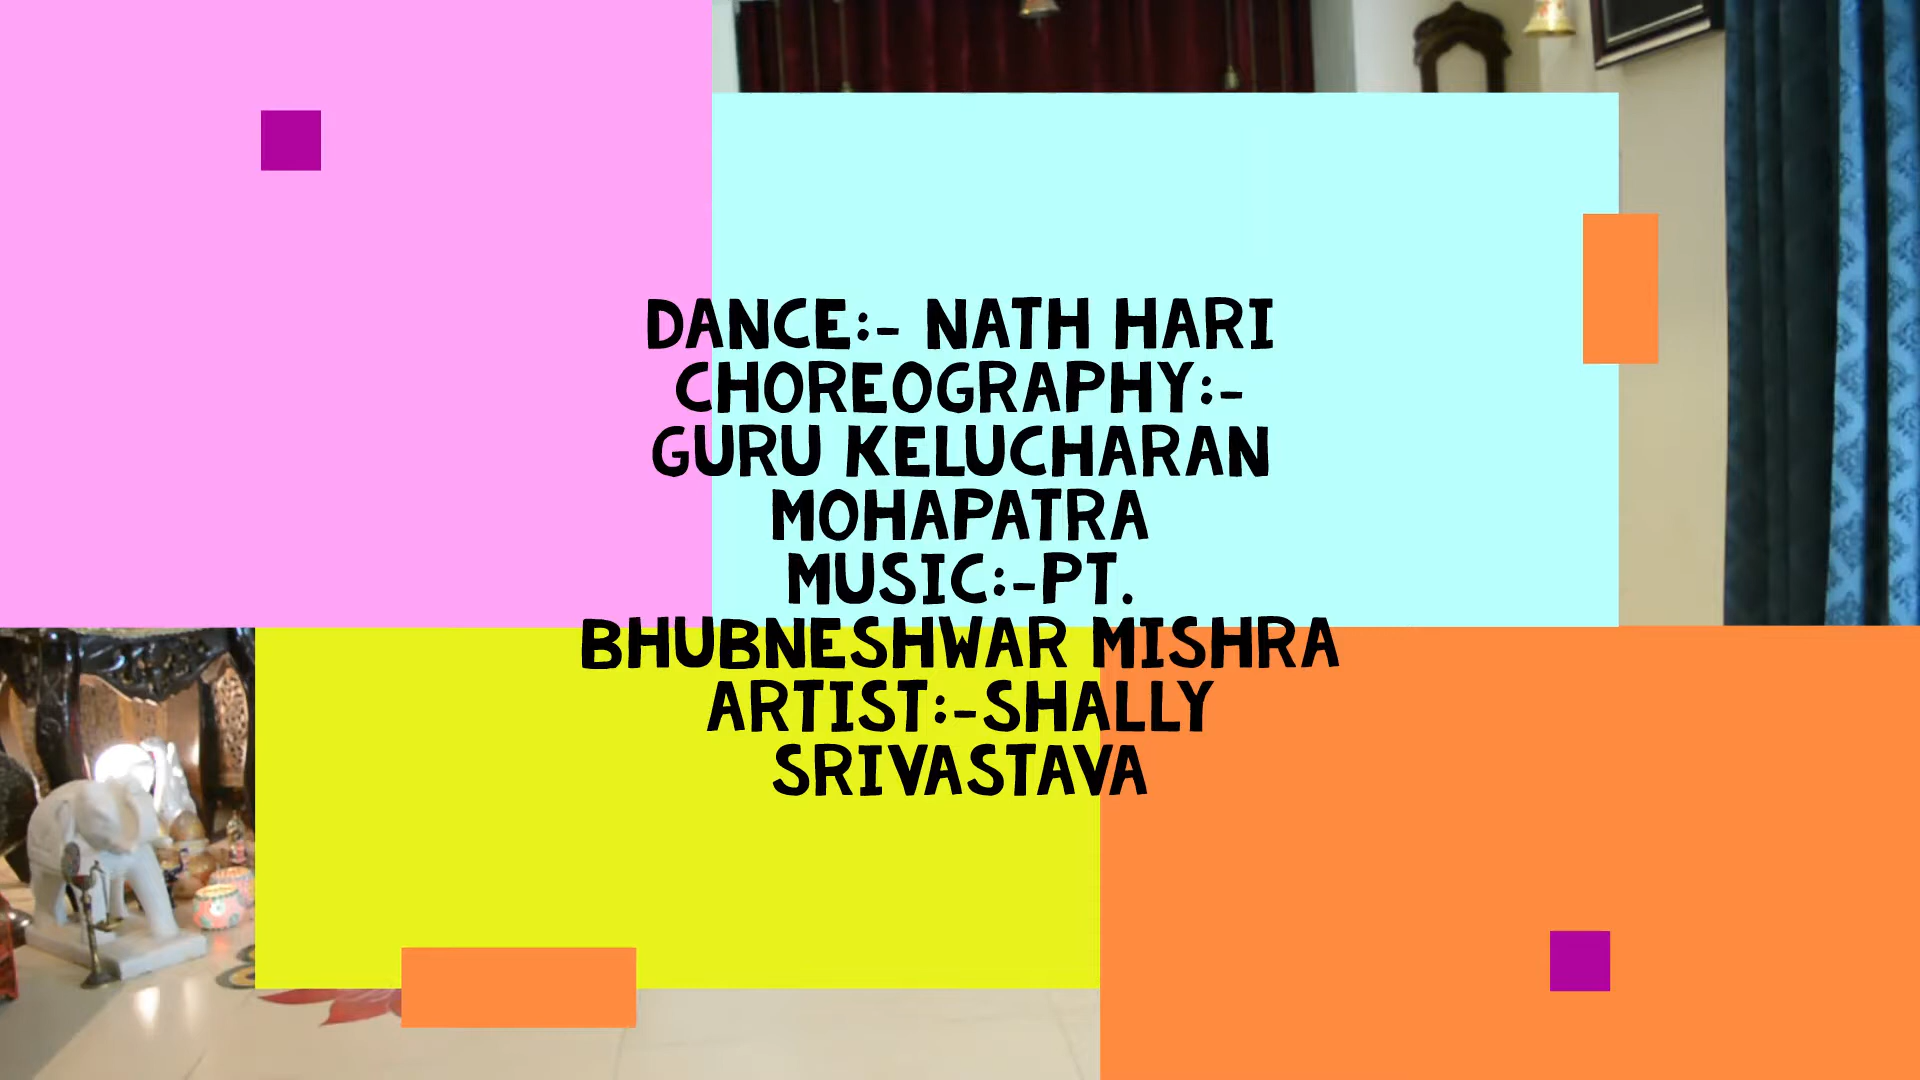 DANCE:- NATH HARI
CHOREOGRAPHY:-
GURU KELUCHARAN
MOHAPATRA
MUSIC:-PT.
BHUBNESHWAR MISHRA
ARTIST:-SHALLY
SRIVASTAVA